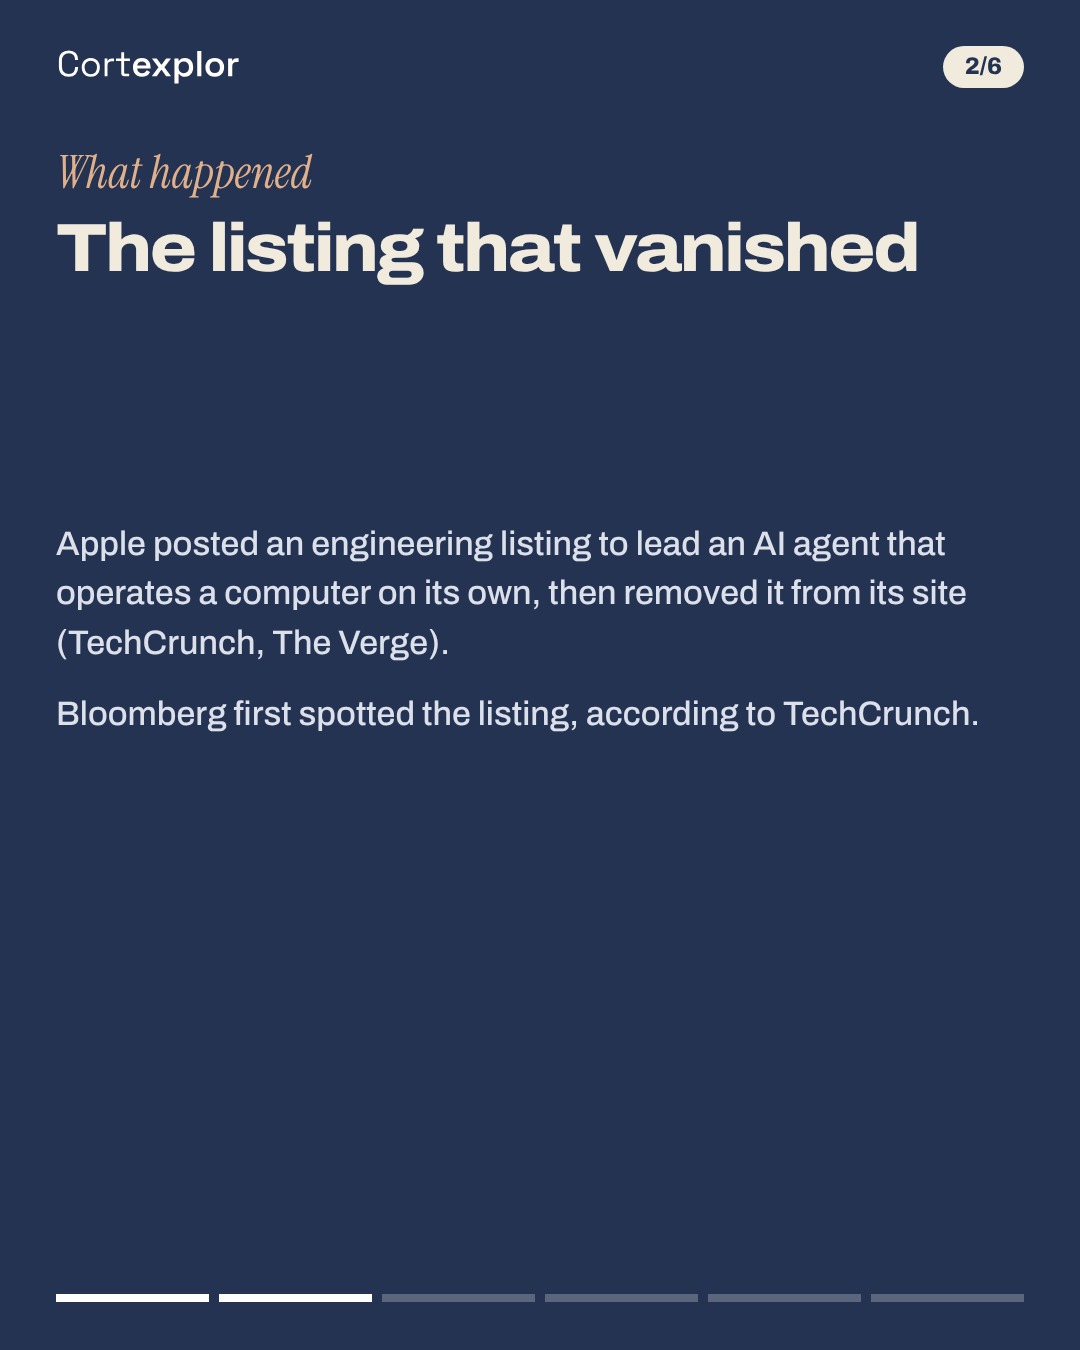 Cortexplor
2/6
What happened
The listing that vanished
Apple posted an engineering listing to lead an AI agent that
operates a computer on its own, then removed it from its site
(TechCrunch, The Verge).
Bloomberg first spotted the listing, according to TechCrunch.